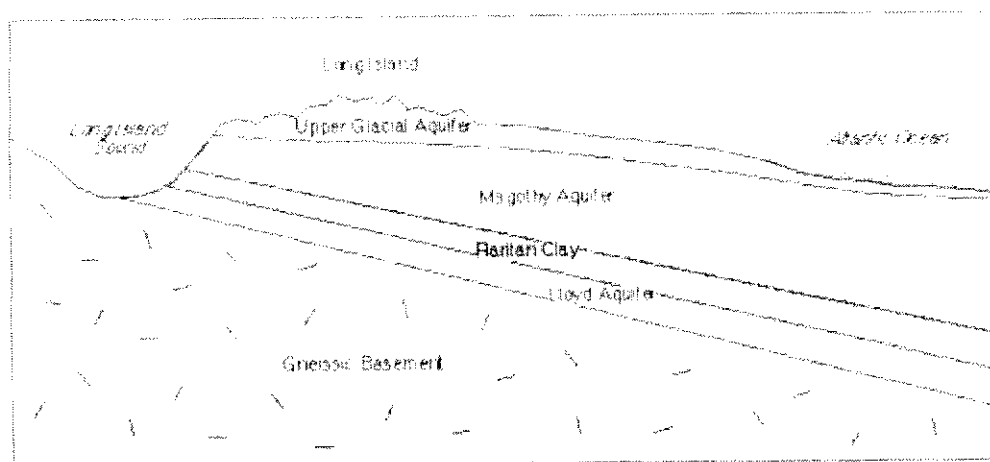 Long Island
Upper Glacial Aquifer
Long Island
Sound
Atlantic Ocean
Magothy Aquifer
Raritan Clay
Lloyd Aquifer
Gneissic Basement